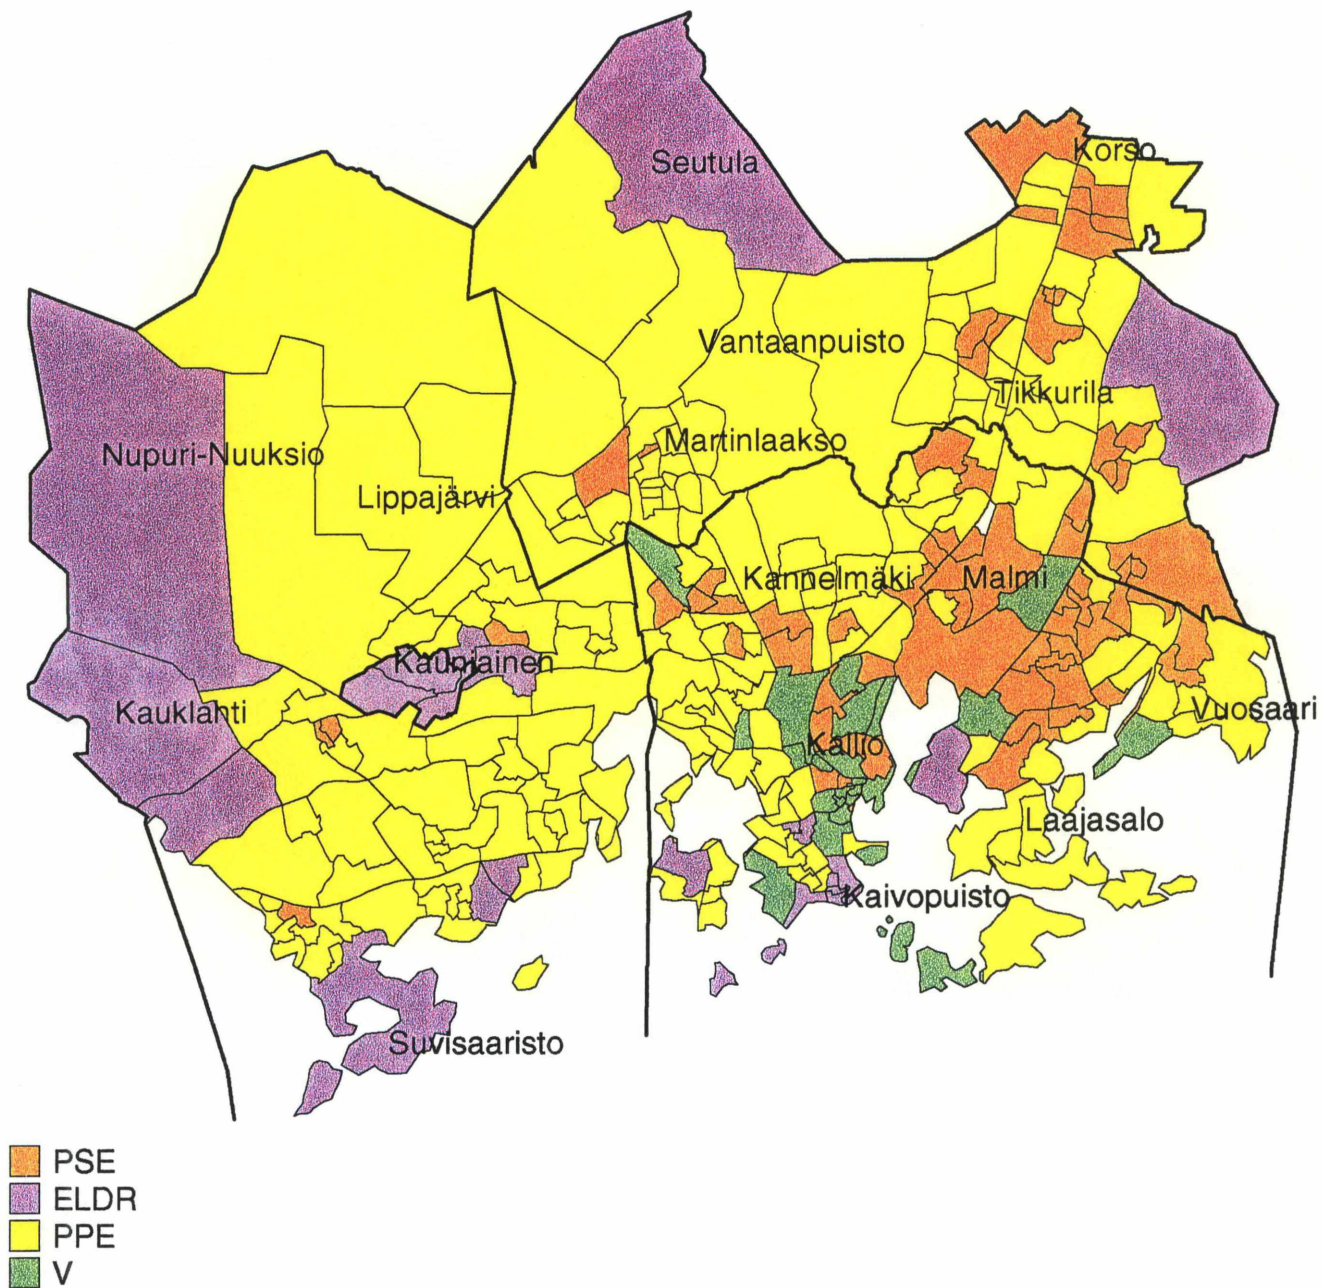 Korso
Seutula
Vantaanpuisto
Tikkurila
Martinlaakso
Nupuri-Nuuksio
Lippajärvi
Kannelmäki
Malmi
Kauniainen
Kauklahti
Vuosaari
Kallio
Laajasalo
Kaivopuisto
Suvisaaristo
PSE
ELDR
PPE
V